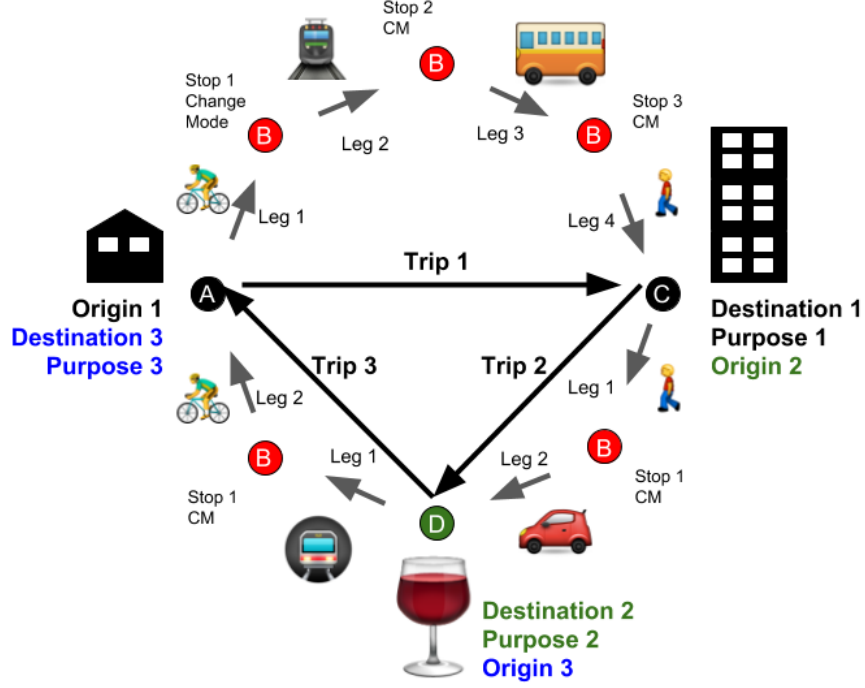 Stop 2
CM
B
Stop 1
Change
Mode
B
Leg 2
Leg 3
Stop 3
CM
B
Leg 1
Leg 4
Trip 1
A
C
Origin 1
Destination 3
Purpose 3
Destination 1
Purpose 1
Origin 2
Trip 3
Trip 2
Leg 2
Leg 1
B
Stop 1
CM
Leg 1
Leg 2
B
Stop 1
CM
D
Destination 2
Purpose 2
Origin 3